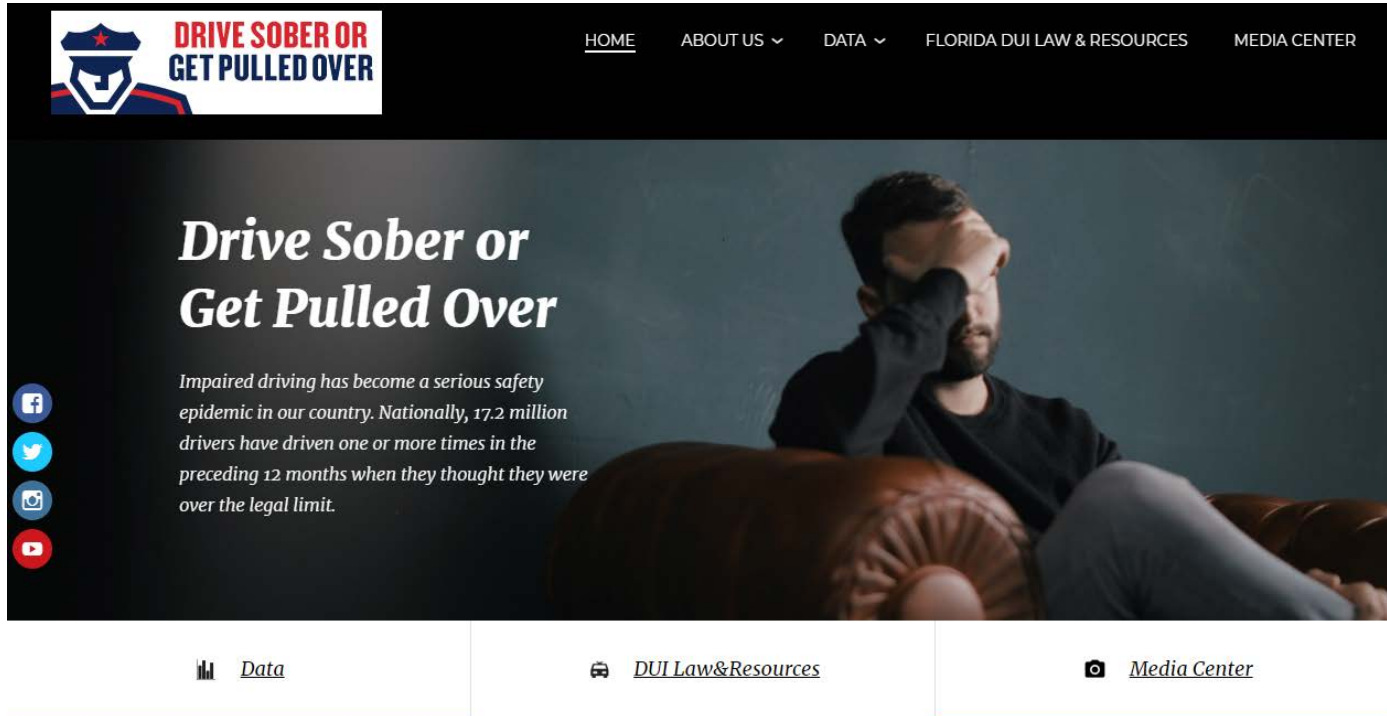 DRIVE SOBER OR
GET PULLED OVER
HOME ABOUT US DATA FLORIDA DUI LAW & RESOURCES MEDIA CENTER
Drive Sober or
Get Pulled Over
Impaired driving has become a serious safety
epidemic in our country. Nationally, 17.2 million
drivers have driven one or more times in the
preceding 12 months when they thought they were
over the legal limit.
Data DUI Law&Resources Media Center